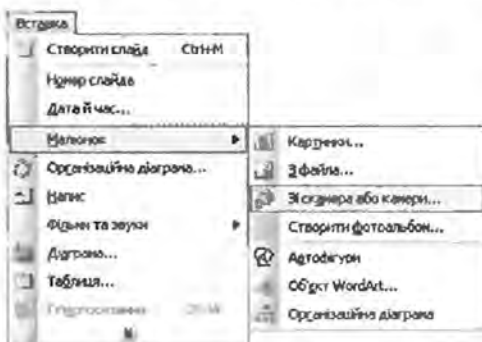 Вставка
Створити слайд Ctrl+M
Номер слайда
Дата й час...
Малюнок
Організаційна діаграма...
Напис
Фільми та звуки
Діаграма...
Таблиця...
Гіперпосилання
Картинки...
З файла...
Зі сканера або камери...
Створити фотоальбом...
Автофігури
Об'єкт WordArt...
Організаційна діаграма